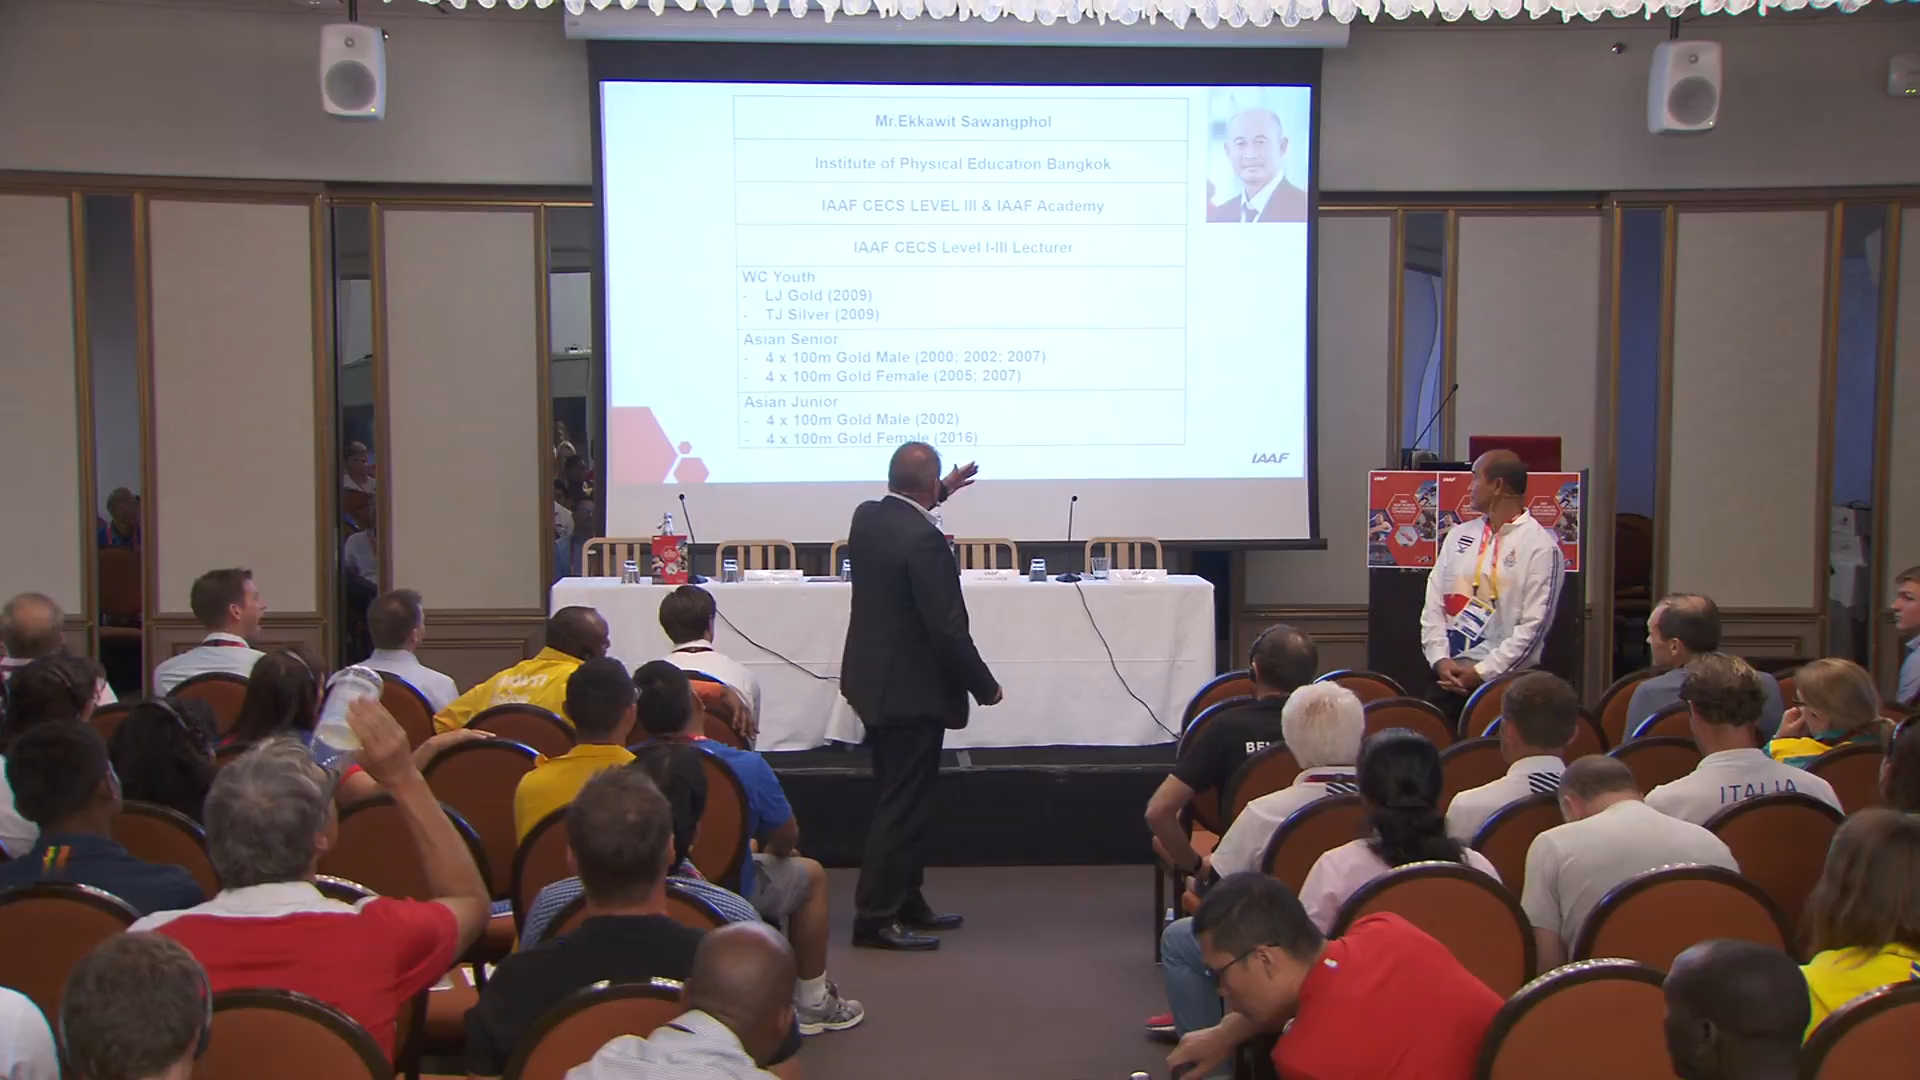 Mr.Ekkawit Sawangphol
Institute of Physical Education Bangkok
IAAF CECS LEVEL III & IAAF Academy
IAAF CECS Level I-III Lecturer
WC Youth
- LJ Gold (2009)
- TJ Silver (2009)
Asian Senior
- 4 x 100m Gold Male (2000; 2002; 2007)
- 4 x 100m Gold Female (2005; 2007)
Asian Junior
- 4 x 100m Gold Male (2002)
- 4 x 100m Gold Female (2016)
IAAF
ITALIA